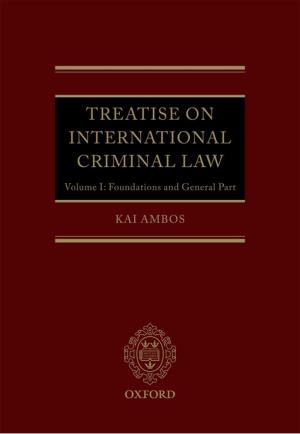 TREATISE ON
INTERNATIONAL
CRIMINAL LAW
Volume I: Foundations and General Part
KAI AMBOS
OXFORD